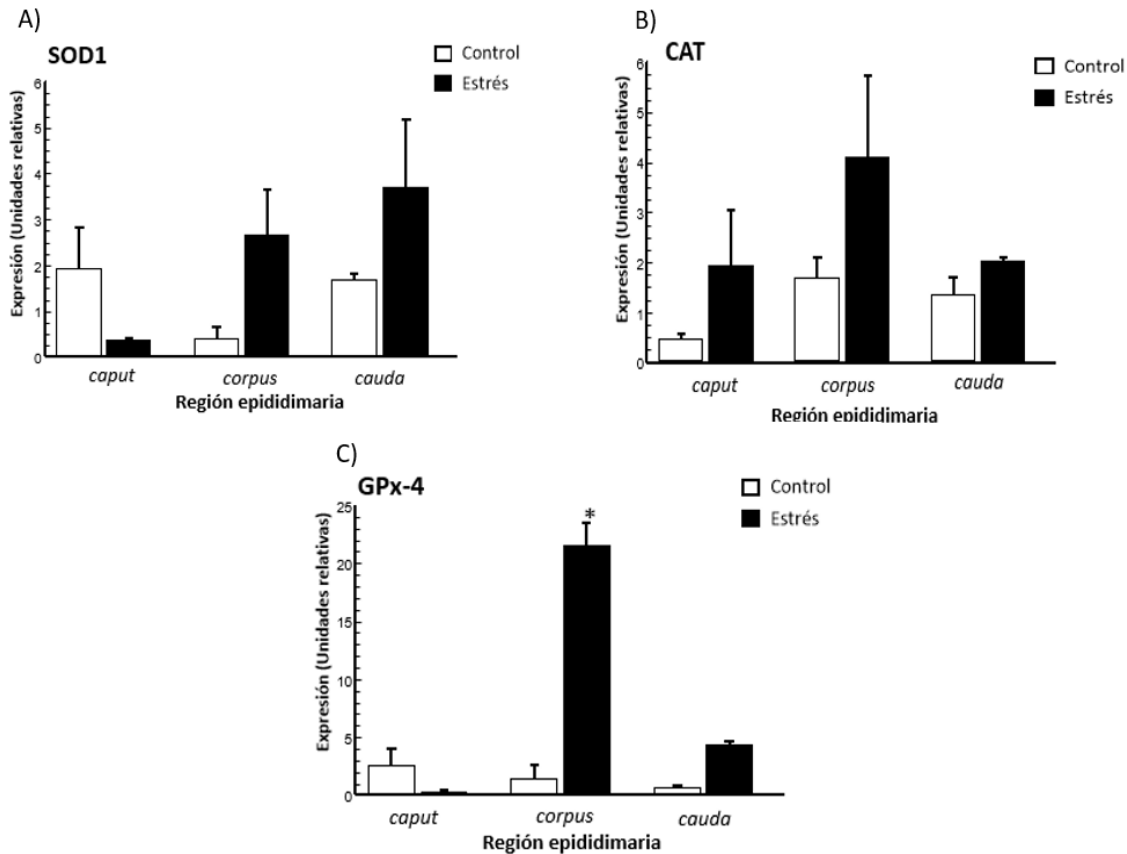 A)
SOD1
Control
Estrés
Expresión (Unidades relativas)
6
5
4
3
2
1
0
caput
corpus
cauda
Región epididimaria
B)
CAT
Control
Estrés
Expresión (Unidades relativas)
6
5
4
3
2
1
0
caput
corpus
cauda
Región epididimaria
C)
GPx-4
Control
Estrés
Expresión (Unidades relativas)
25
20
15
10
5
0
*
caput
corpus
cauda
Región epididimaria